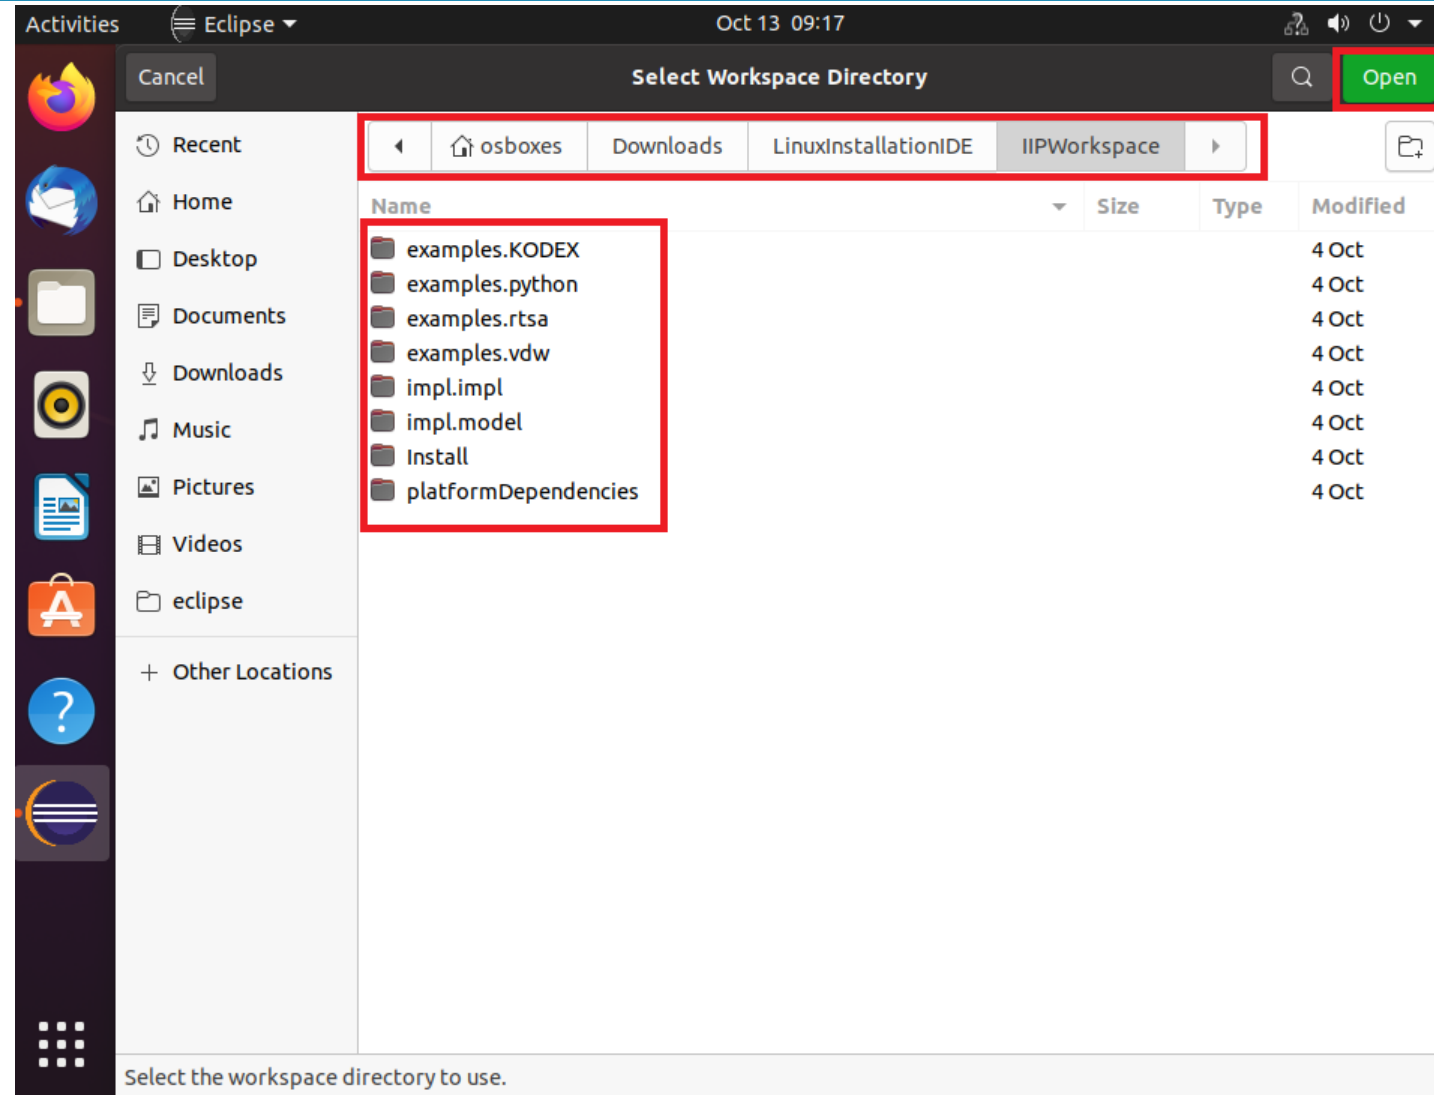 Activities Eclipse Oct 13 09:17
Cancel Select Workspace Directory Open
osboxes Downloads LinuxInstallationIDE IIPWorkspace
Recent
Home
Desktop
Documents
Downloads
Music
Pictures
Videos
eclipse
Other Locations
Name Size Type Modified
examples.KODEX 4 Oct
examples.python 4 Oct
examples.rtsa 4 Oct
examples.vdw 4 Oct
impl.impl 4 Oct
impl.model 4 Oct
Install 4 Oct
platformDependencies 4 Oct
Select the workspace directory to use.